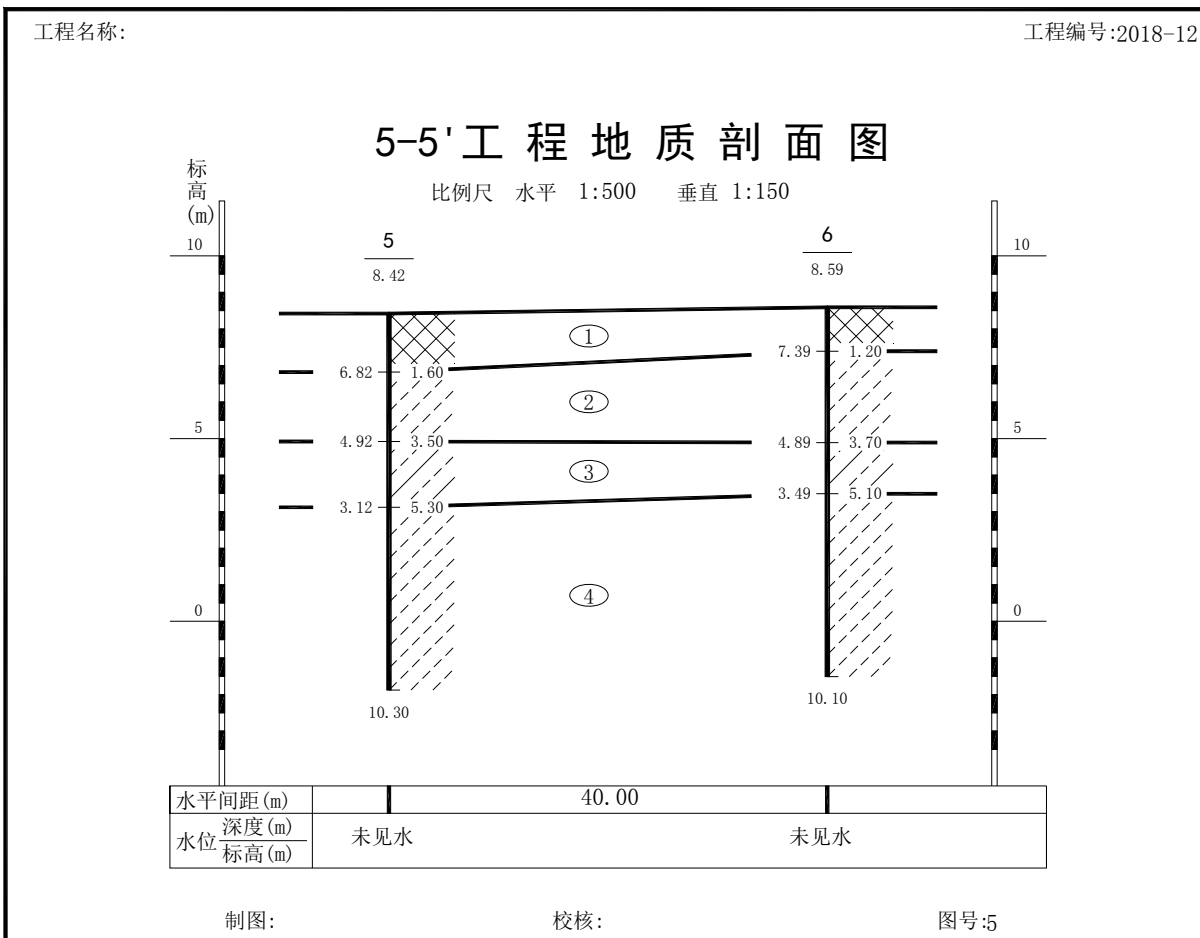 工程名称: 工程编号:2018-12
5-5'工程地质剖面图
比例尺 水平 1:500 垂直 1:150
标
高
(m)
5 6
8.42 8.59
10 10
①
7.39 1.20
6.82 1.60
②
5 5
4.92 3.50 4.89 3.70
③
3.49 5.10
3.12 5.30
④
0 0
10.30 10.10
水平间距(m) 40.00
水位 深度(m) 未见水 未见水
标高(m)
制图: 校核: 图号:5